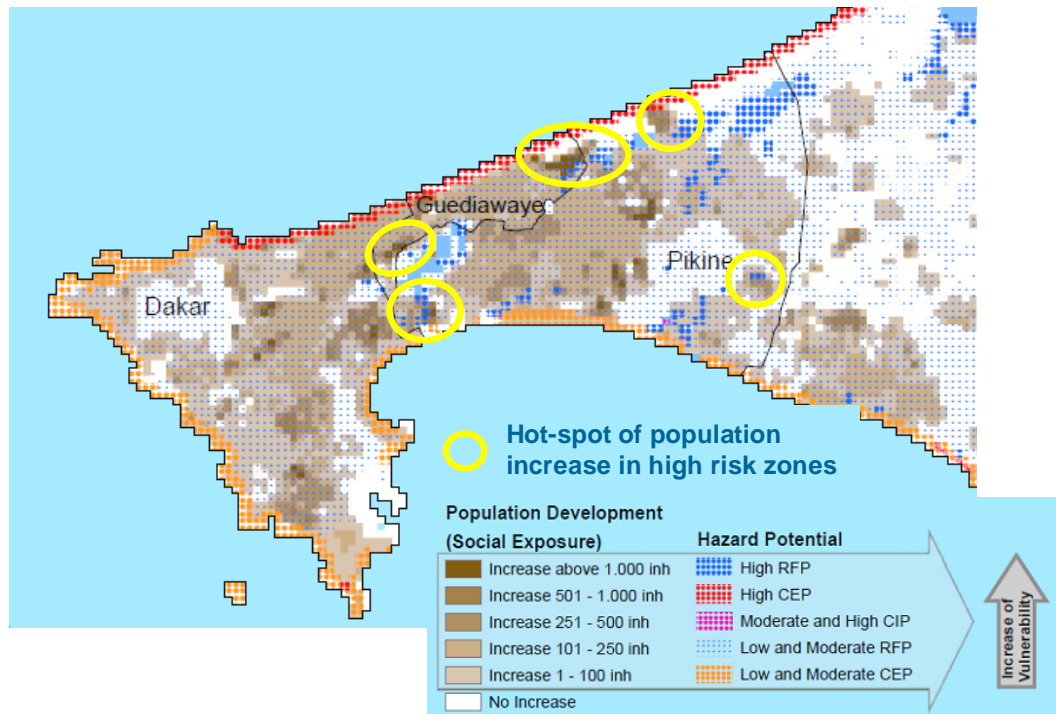 Guediawaye
Pikine
Dakar
Hot-spot of population
increase in high risk zones
Population Development
(Social Exposure)
Hazard Potential
Increase above 1.000 inh
High RFP
Increase 501 - 1.000 inh
High CEP
Increase 251 - 500 inh
Moderate and High CIP
Increase 101 - 250 inh
Low and Moderate RFP
Increase 1 - 100 inh
Low and Moderate CEP
No Increase
Increase of
Vulnerability